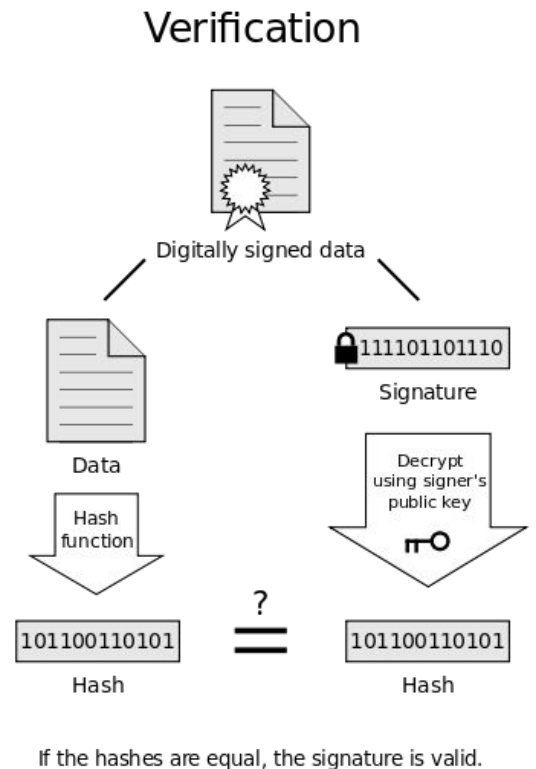 Verification
Digitally signed data
111101101110
Signature
Data
Decrypt
using signer's
public key
Hash
function
?
=
101100110101
101100110101
Hash
Hash
If the hashes are equal, the signature is valid.